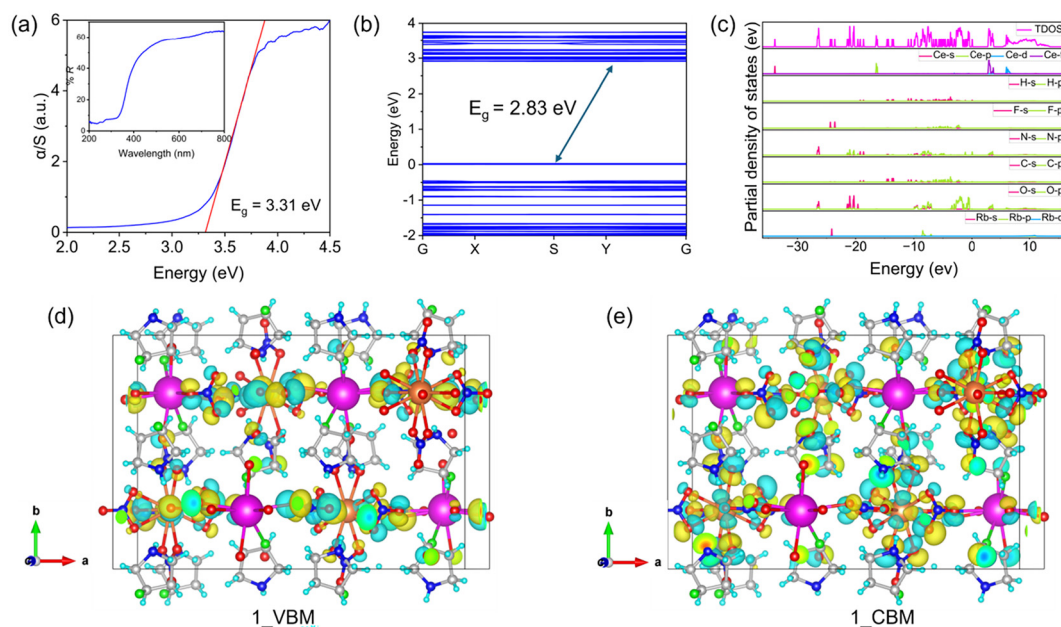 (a)
α/S (a.u.)
6
4
2
0
% R
60
40
20
0
200
400
600
800
Wavelength (nm)
E_g = 3.31 eV
2.0
2.5
3.0
3.5
4.0
4.5
Energy (eV)
(b)
Energy (eV)
4
3
2
1
0
-1
-2
E_g = 2.83 eV
G
X
S
Y
G
(c)
Partial density of states (ev)
TDOS
Ce-s Ce-p Ce-d
H-s H-p
F-s F-p
N-s N-p
C-s C-p
O-s O-p
Rb-s Rb-p
−30
−20
−10
0
10
Energy (ev)
(d)
b
c
a
1_VBM
(e)
b
c
a
1_CBM